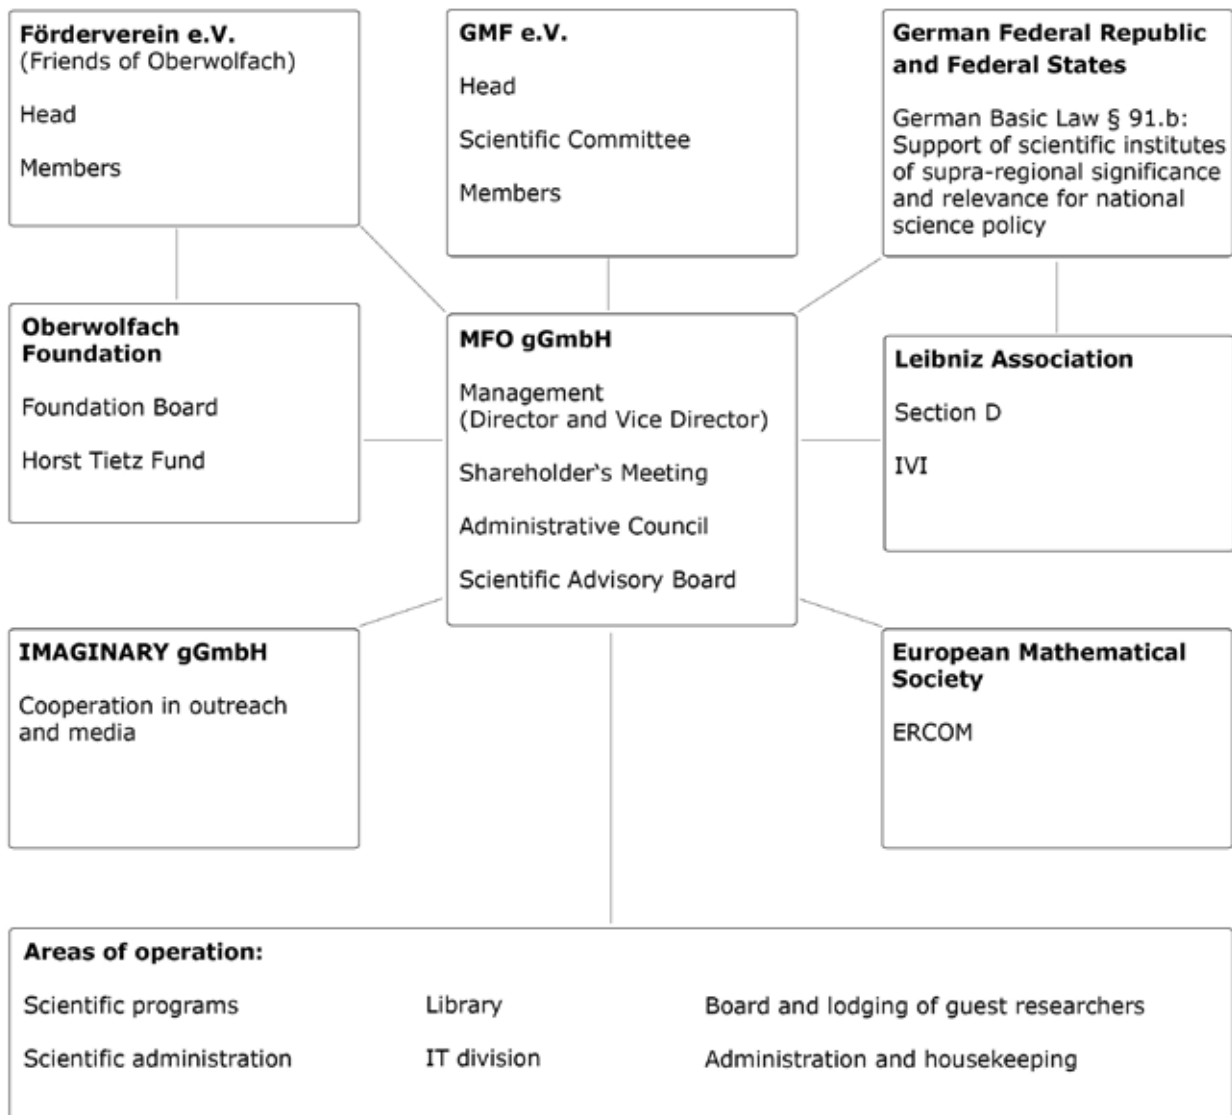 Förderverein e.V.
(Friends of Oberwolfach)
Head
Members
GMF e.V.
Head
Scientific Committee
Members
German Federal Republic
and Federal States
German Basic Law § 91.b:
Support of scientific institutes
of supra-regional significance
and relevance for national
science policy
Oberwolfach
Foundation
Foundation Board
Horst Tietz Fund
MFO gGmbH
Management
(Director and Vice Director)
Shareholder‘s Meeting
Administrative Council
Scientific Advisory Board
Leibniz Association
Section D
IVI
IMAGINARY gGmbH
Cooperation in outreach
and media
European Mathematical
Society
ERCOM
Areas of operation:
Scientific programs Library Board and lodging of guest researchers
Scientific administration IT division Administration and housekeeping